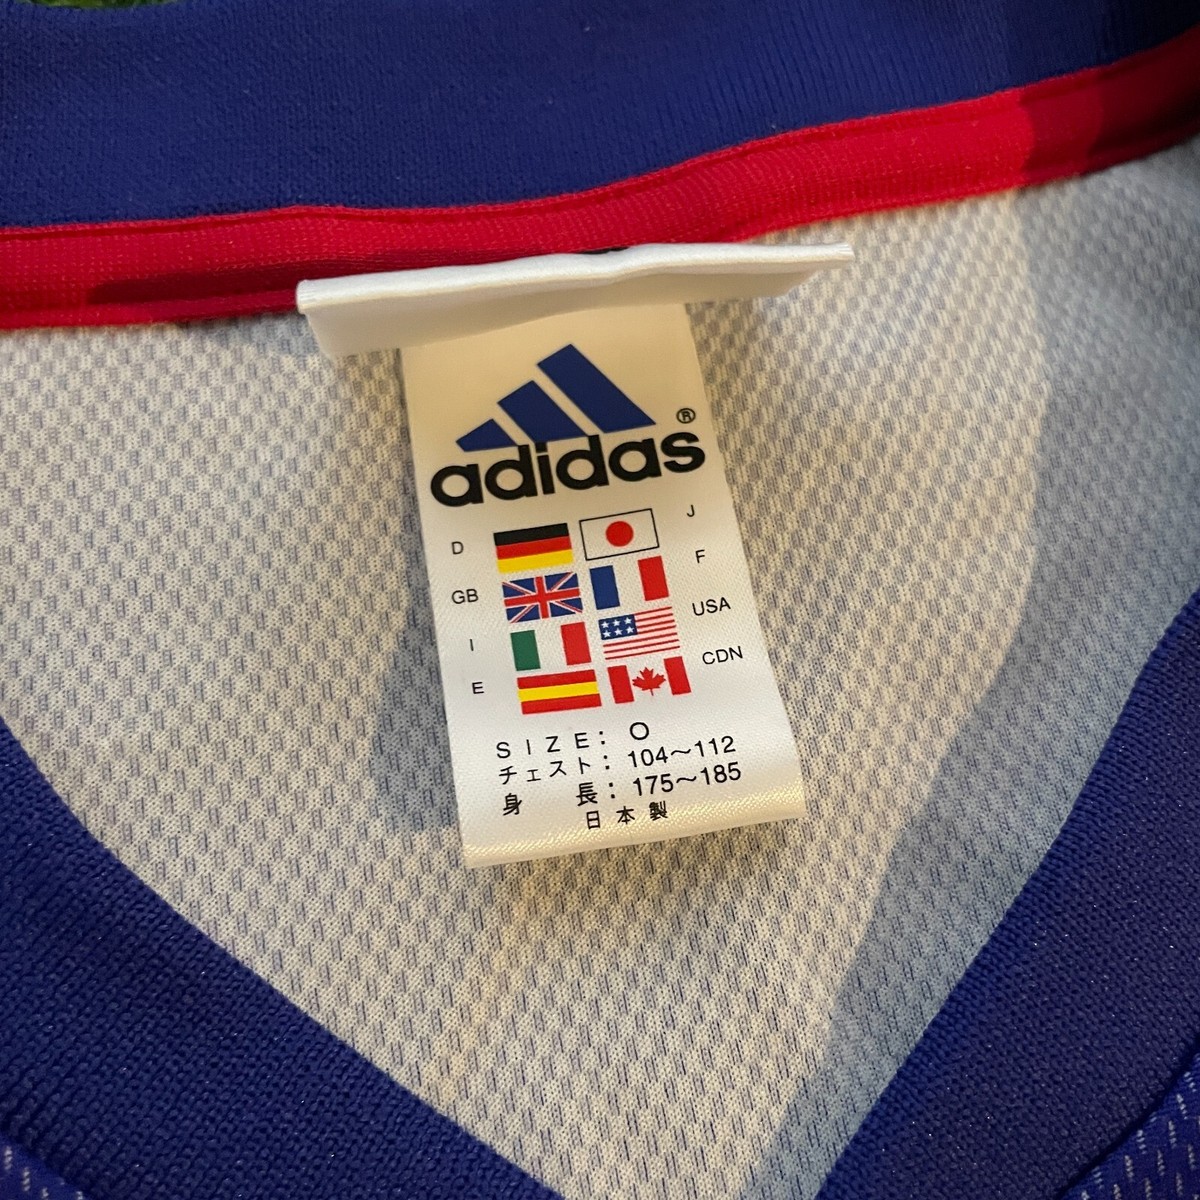 adidas®
D J
GB F
I USA
E CDN
SIZE: O
チェスト: 104~112
身長: 175~185
日本製